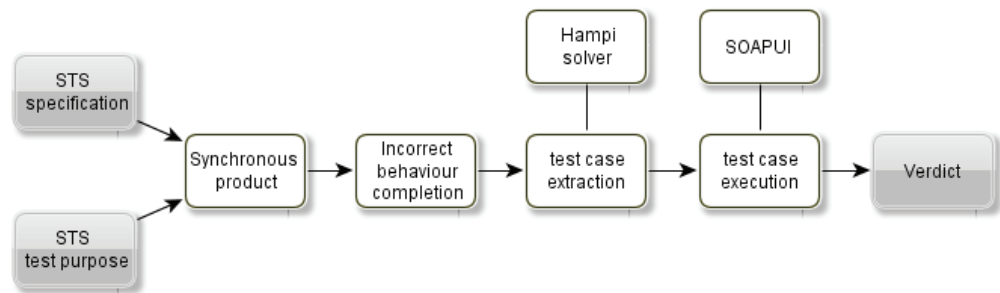 STS
specification
STS
test purpose
Synchronous
product
Incorrect
behaviour
completion
Hampi
solver
test case
extraction
SOAPUI
test case
execution
Verdict